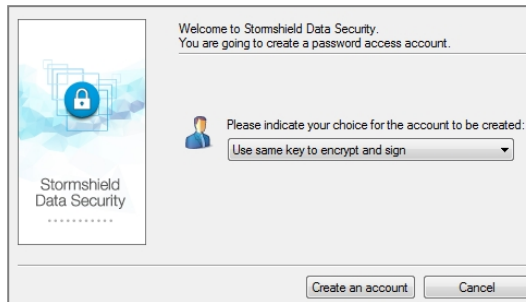 Welcome to Stormshield Data Security.
You are going to create a password access account.
Please indicate your choice for the account to be created:
Use same key to encrypt and sign
Stormshield
Data Security
Create an account
Cancel